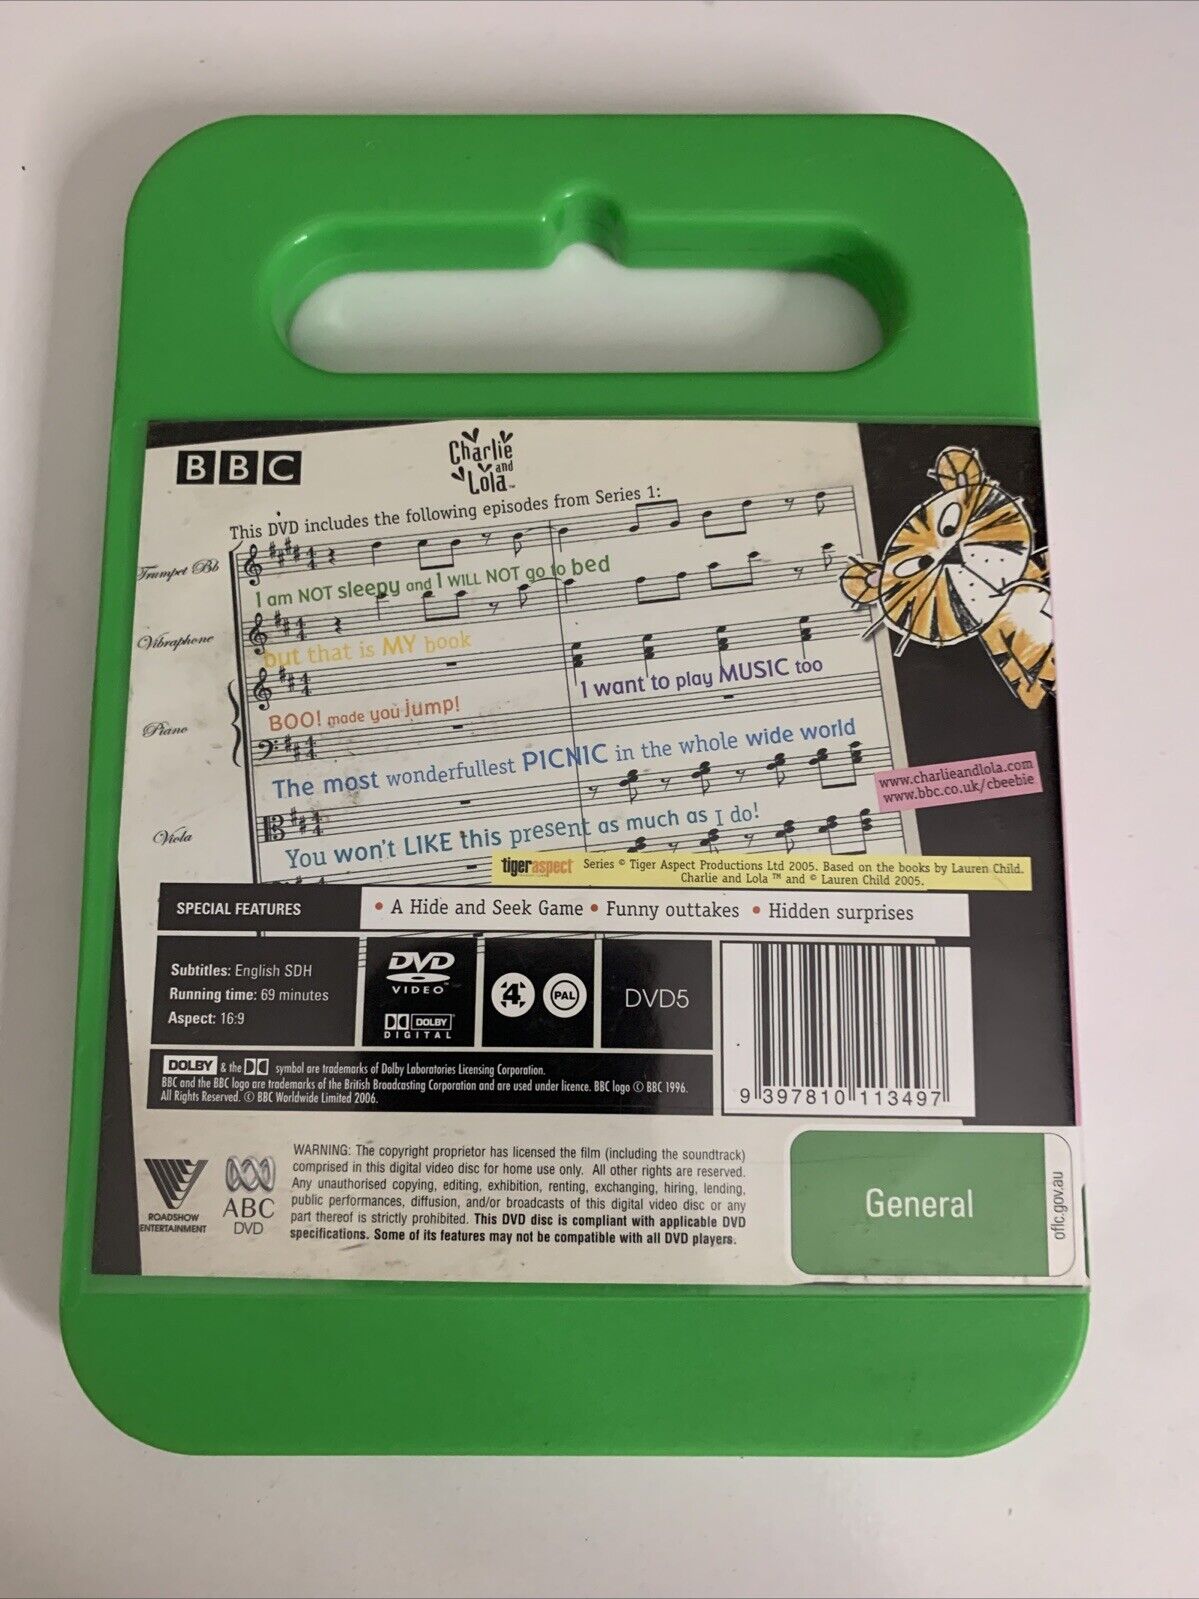 BBC
Charlie
and
Lola™
This DVD includes the following episodes from Series 1:
Trumpet Bb
I am NOT sleepy and I WILL NOT go to bed
Vibraphone
but that is MY book
I want to play MUSIC too
BOO! made you jump!
Piano
The most wonderfullest PICNIC in the whole wide world
www.charlieandlola.com
www.bbc.co.uk/cbeebie
Viola
You won't LIKE this present as much as I do!
tigeraspect Series © Tiger Aspect Productions Ltd 2005. Based on the books by Lauren Child.
Charlie and Lola ™ and © Lauren Child 2005.
SPECIAL FEATURES • A Hide and Seek Game • Funny outtakes • Hidden surprises
Subtitles: English SDH
Running time: 69 minutes
Aspect: 16:9
DVD
VIDEO™
DOLBY
DIGITAL
4
PAL
DVD5
DOLBY & the symbol are trademarks of Dolby Laboratories Licensing Corporation.
BBC and the BBC logo are trademarks of the British Broadcasting Corporation and are used under licence. BBC logo © BBC 1996.
All Rights Reserved. © BBC Worldwide Limited 2006.
9 397810 113497
ROADSHOW
ENTERTAINMENT
ABC
DVD
WARNING: The copyright proprietor has licensed the film (including the soundtrack)
comprised in this digital video disc for home use only. All other rights are reserved.
Any unauthorised copying, editing, exhibition, renting, exchanging, hiring, lending,
public performances, diffusion, and/or broadcasts of this digital video disc or any
part thereof is strictly prohibited. This DVD disc is compliant with applicable DVD
specifications. Some of its features may not be compatible with all DVD players.
General
oflc.gov.au